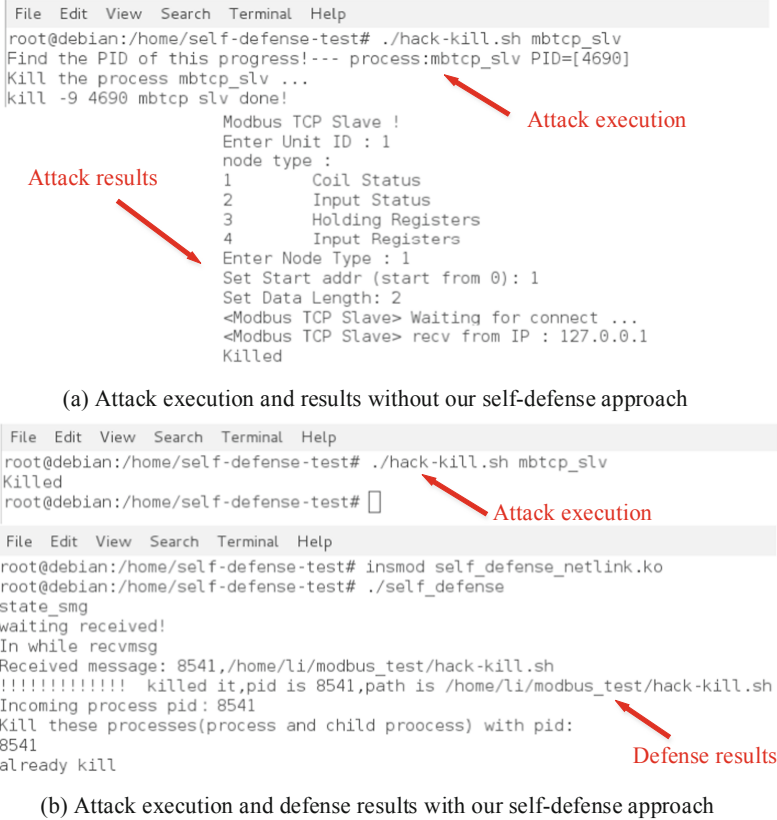 File Edit View Search Terminal Help
root@debian:/home/self-defense-test# ./hack-kill.sh mbtcp_slv
Find the PID of this progress!--- process:mbtcp_slv PID=[4690]
Kill the process mbtcp_slv ...
kill -9 4690 mbtcp slv done!
Attack execution
Modbus TCP Slave !
Enter Unit ID : 1
node type :
Attack results
1 Coil Status
2 Input Status
3 Holding Registers
4 Input Registers
Enter Node Type : 1
Set Start addr (start from 0): 1
Set Data Length: 2
<Modbus TCP Slave> Waiting for connect ...
<Modbus TCP Slave> recv from IP : 127.0.0.1
Killed
(a) Attack execution and results without our self-defense approach
File Edit View Search Terminal Help
root@debian:/home/self-defense-test# ./hack-kill.sh mbtcp_slv
Killed
root@debian:/home/self-defense-test#
Attack execution
File Edit View Search Terminal Help
root@debian:/home/self-defense-test# insmod self_defense_netlink.ko
root@debian:/home/self-defense-test# ./self_defense
state_smg
waiting received!
In while recvmsg
Received message: 8541,/home/li/modbus_test/hack-kill.sh
!!!!!!!!!!!!! killed it,pid is 8541,path is /home/li/modbus_test/hack-kill.sh
Incoming process pid：8541
Kill these processes(process and child proocess) with pid:
8541
Defense results
already kill
(b) Attack execution and defense results with our self-defense approach